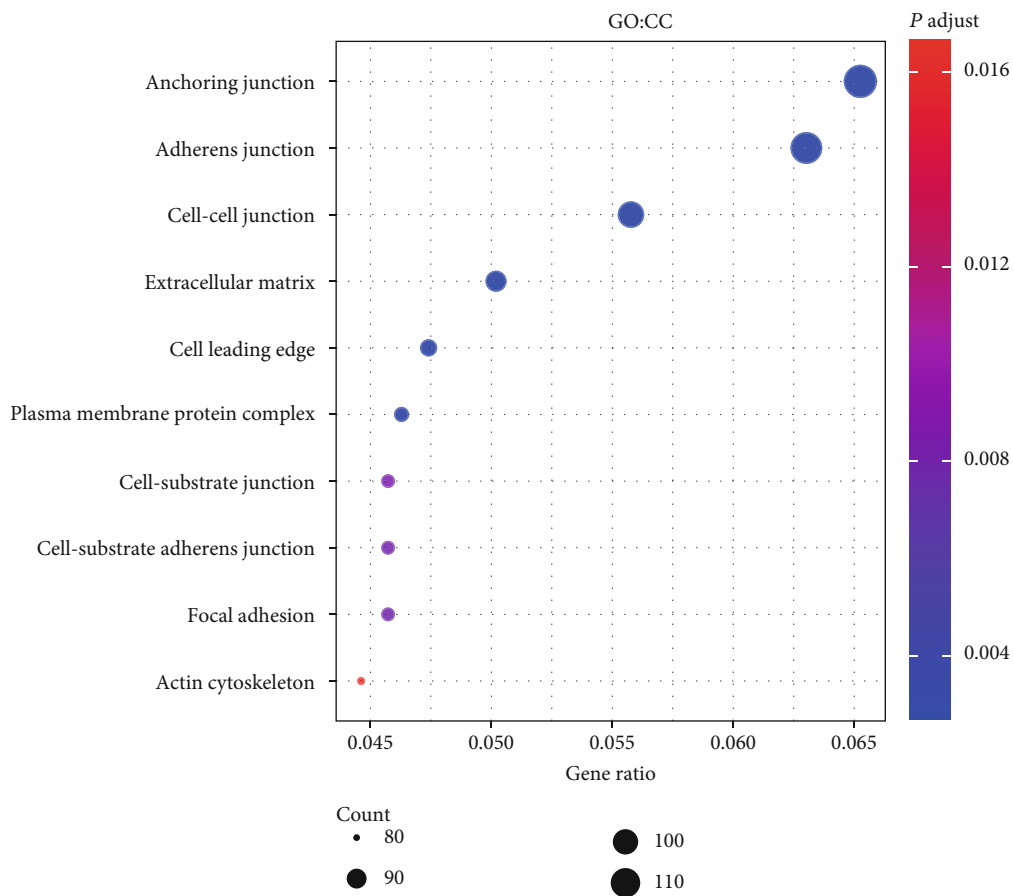 GO:CC
P adjust
Anchoring junction
Adherens junction
Cell-cell junction
Extracellular matrix
Cell leading edge
Plasma membrane protein complex
Cell-substrate junction
Cell-substrate adherens junction
Focal adhesion
Actin cytoskeleton
0.016
0.012
0.008
0.004
0.045 0.050 0.055 0.060 0.065
Gene ratio
Count
80 100
90 110